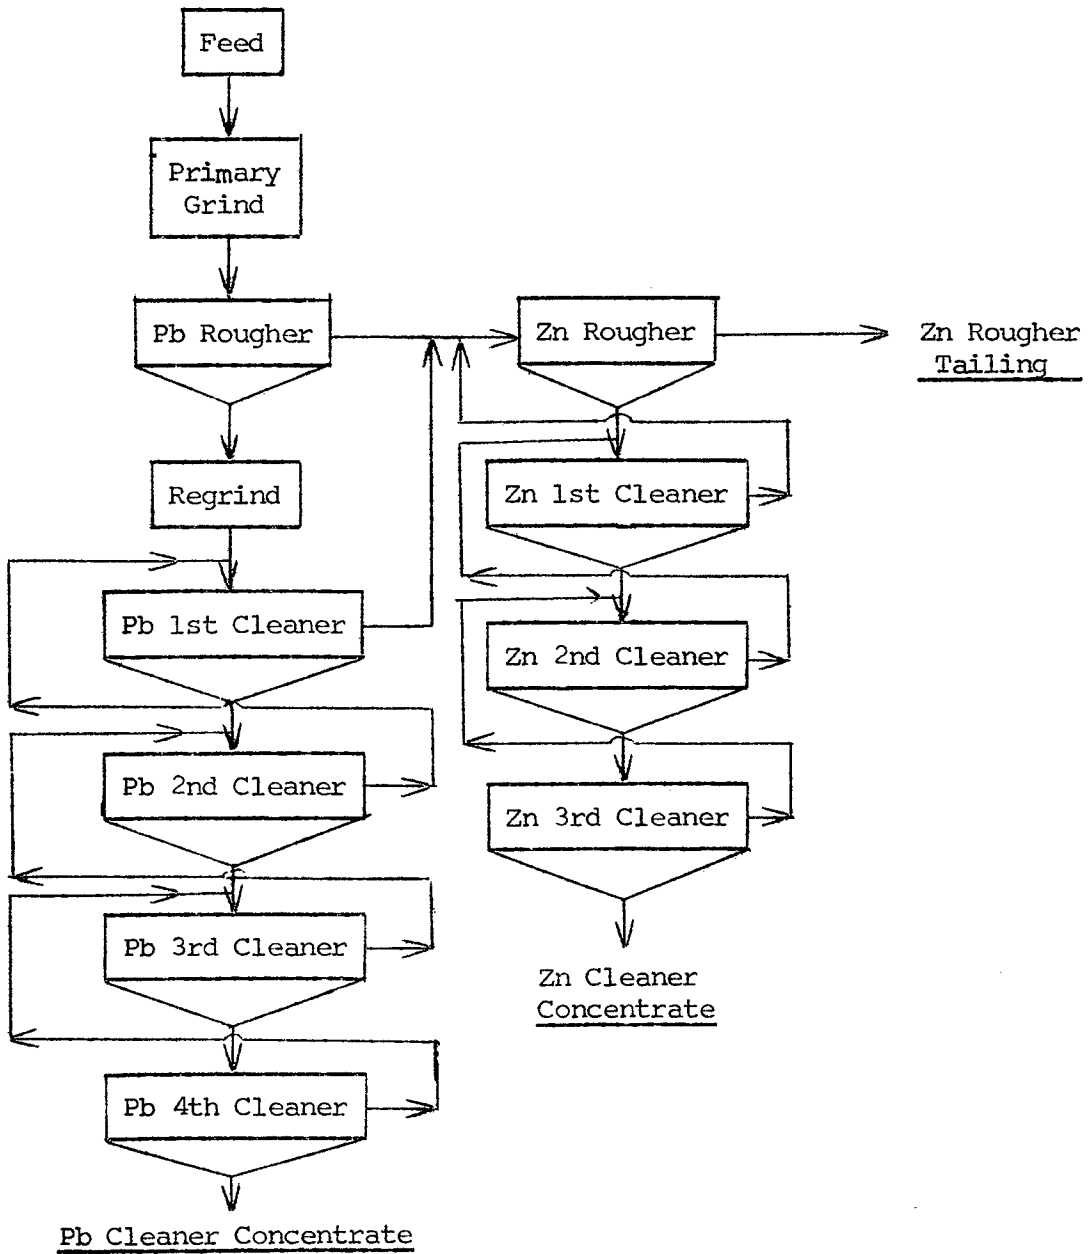 Feed
Primary
Grind
Pb Rougher
Zn Rougher
Zn Rougher
Tailing
Regrind
Zn 1st Cleaner
Pb 1st Cleaner
Zn 2nd Cleaner
Pb 2nd Cleaner
Zn 3rd Cleaner
Pb 3rd Cleaner
Zn Cleaner
Concentrate
Pb 4th Cleaner
Pb Cleaner Concentrate